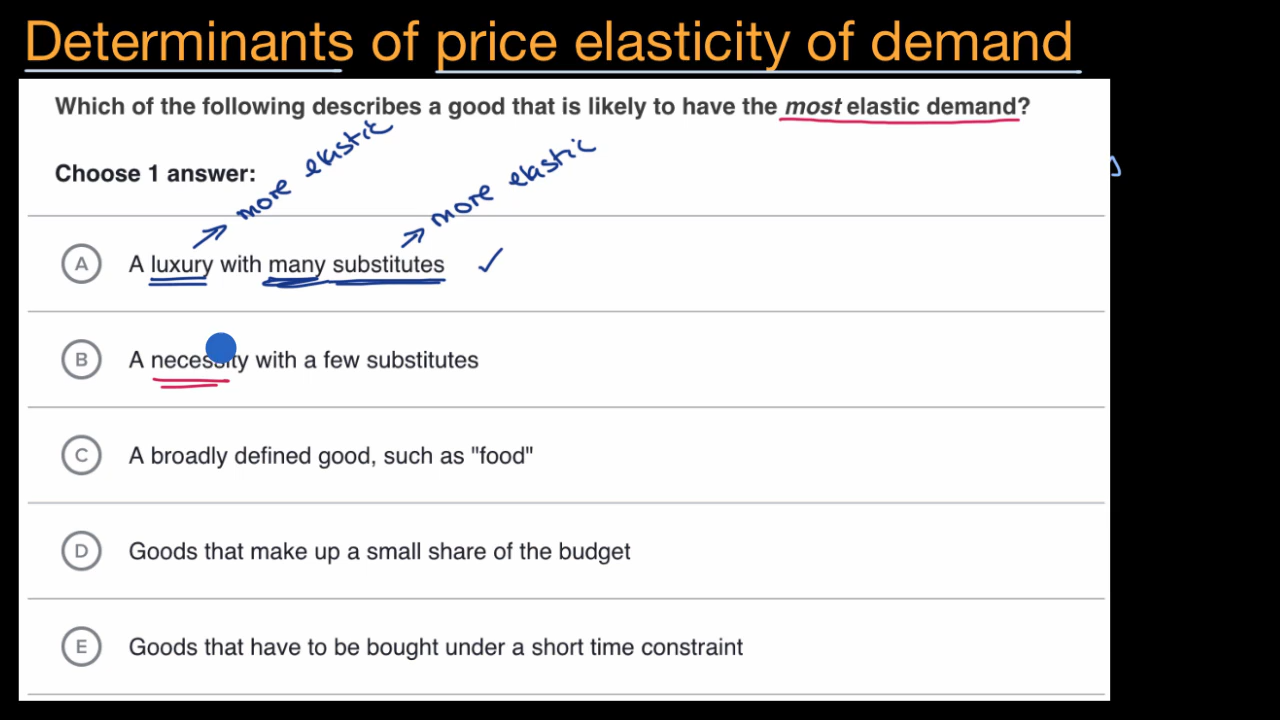 Determinants of price elasticity of demand
Which of the following describes a good that is likely to have the most elastic demand?
Choose 1 answer:
more elastic
more elastic
A A luxury with many substitutes
B A necessity with a few substitutes
C A broadly defined good, such as "food"
D Goods that make up a small share of the budget
E Goods that have to be bought under a short time constraint